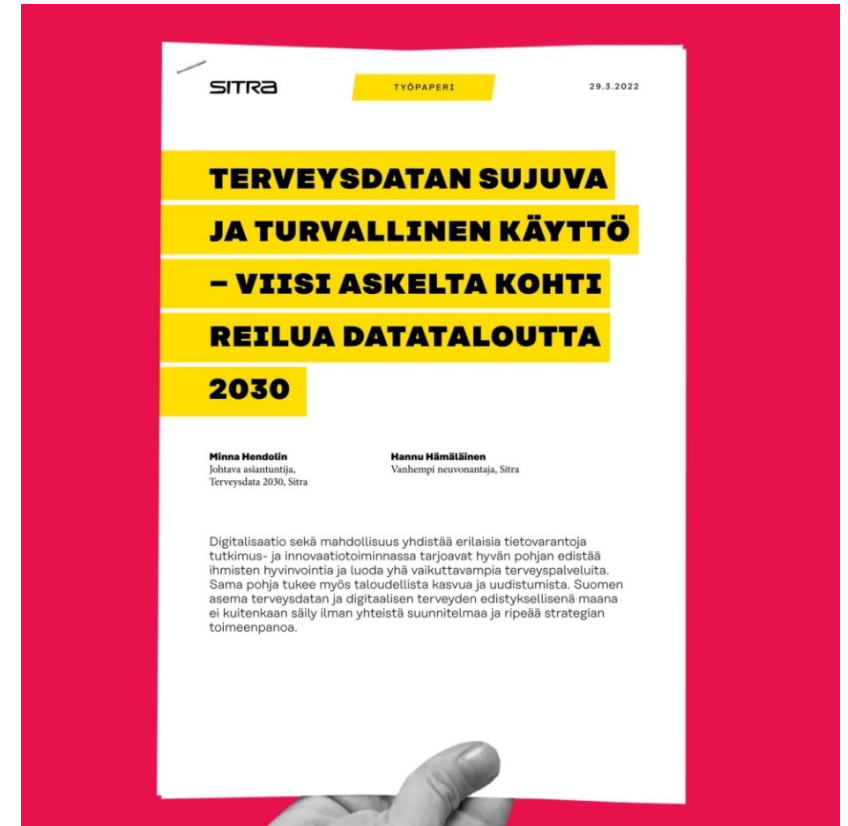 SITRA
TYÖPAPERI
29.3.2022
TERVEYSDATAN SUJUVA
JA TURVALLINEN KÄYTTÖ
– VIISI ASKELTA KOHTI
REILUA DATATALOUTTA
2030
Minna Hendolin
Johtava asiantuntija,
Terveysdata 2030, Sitra
Hannu Hämäläinen
Vanhempi neuvonantaja, Sitra
Digitalisaatio sekä mahdollisuus yhdistää erilaisia tietovarantoja
tutkimus- ja innovaatiotoiminnassa tarjoavat hyvän pohjan edistää
ihmisten hyvinvointia ja luoda yhä vaikuttavampia terveyspalveluita.
Sama pohja tukee myös taloudellista kasvua ja uudistumista. Suomen
asema terveysdatan ja digitaalisen terveyden edistyksellisenä maana
ei kuitenkaan säily ilman yhteistä suunnitelmaa ja ripeää strategian
toimeenpanoa.